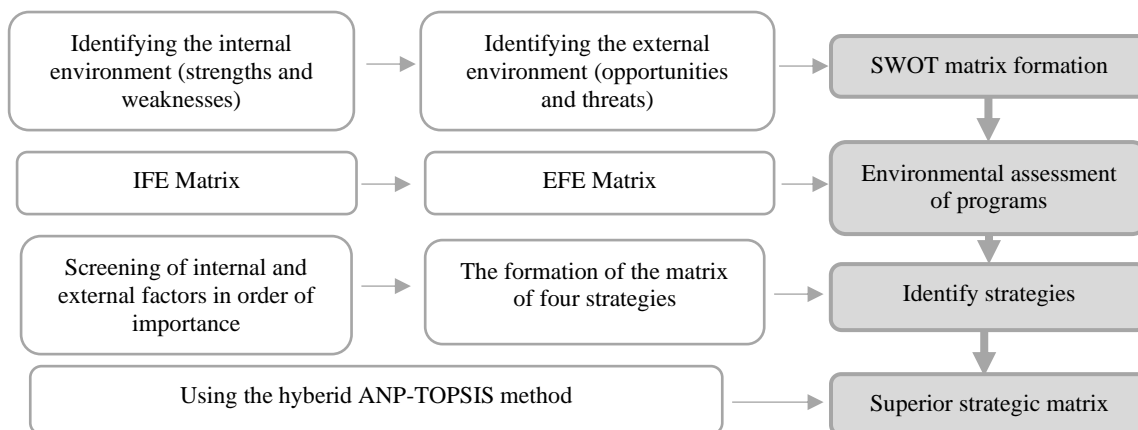 Identifying the internal
environment (strengths and
weaknesses)
Identifying the external
environment (opportunities
and threats)
SWOT matrix formation
IFE Matrix
EFE Matrix
Environmental assessment
of programs
Screening of internal and
external factors in order of
importance
The formation of the matrix
of four strategies
Identify strategies
Using the hyberid ANP-TOPSIS method
Superior strategic matrix